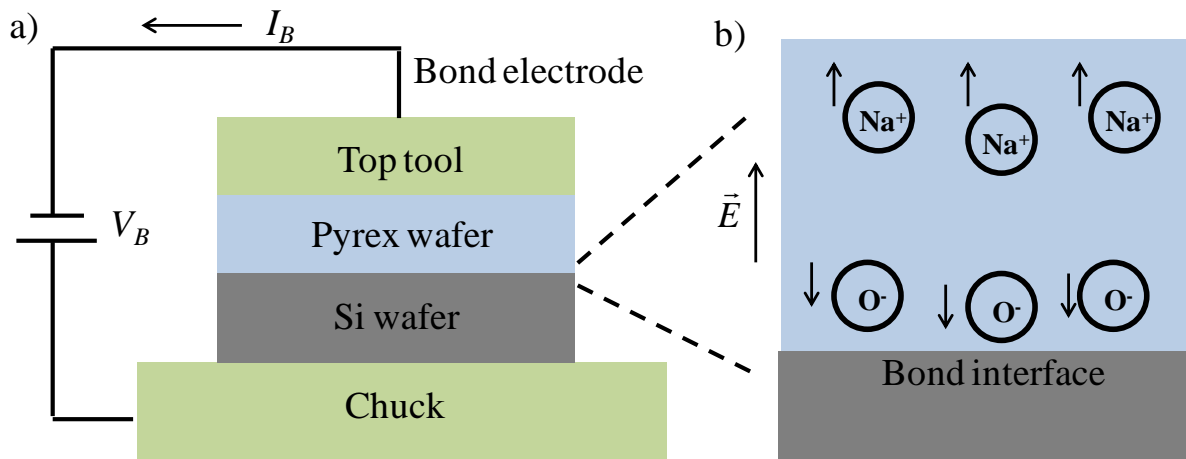 a)
I_B
Bond electrode
Top tool
Pyrex wafer
Si wafer
Chuck
V_B
b)
Na⁺
Na⁺
Na⁺
E⃗
O⁻
O⁻
O⁻
Bond interface